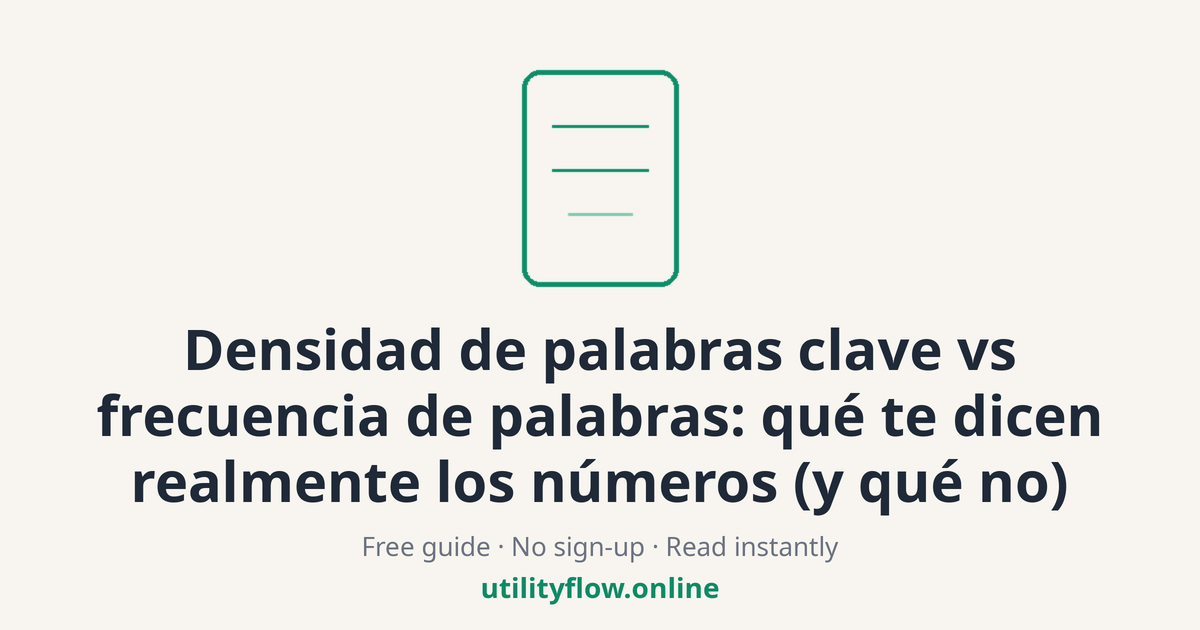 Densidad de palabras clave vs
frecuencia de palabras: qué te dicen
realmente los números (y qué no)
Free guide · No sign-up · Read instantly
utilityflow.online